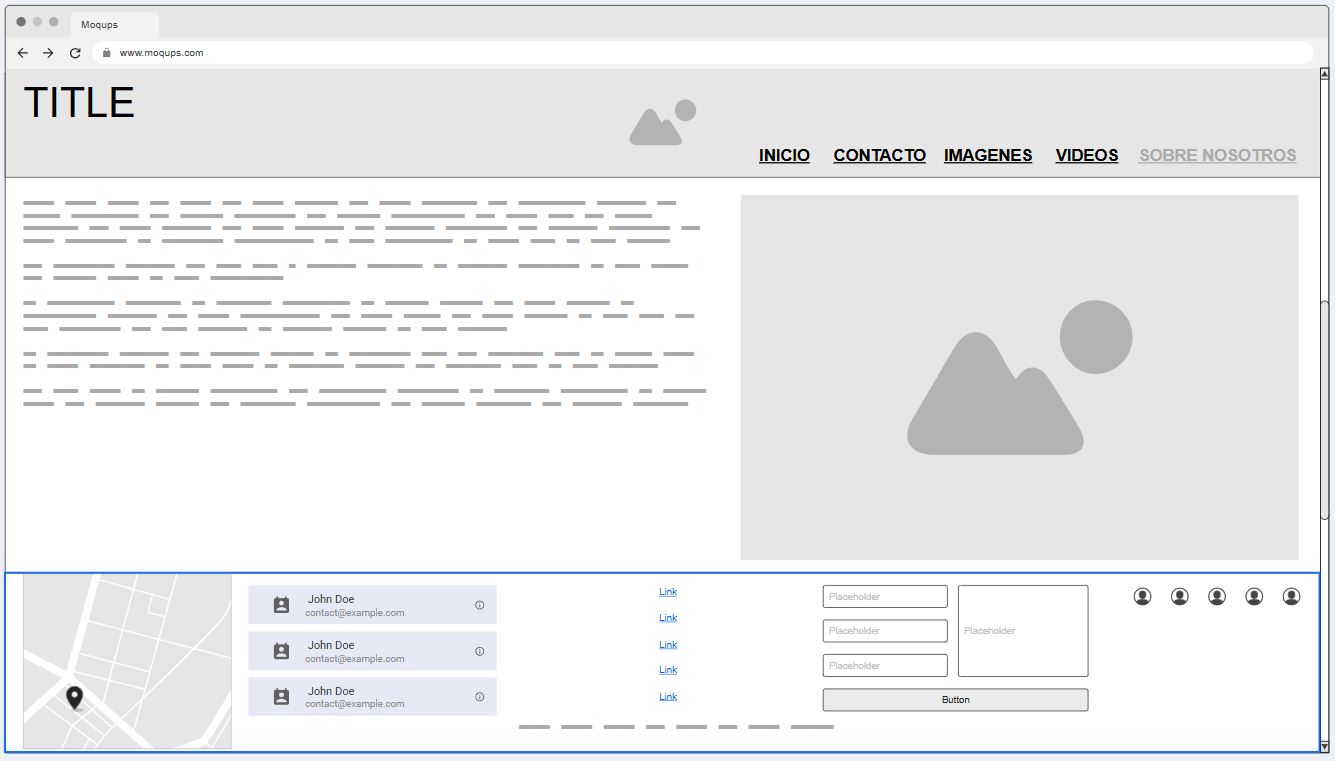 Moqups
www.moqups.com
TITLE
INICIO CONTACTO IMAGENES VIDEOS SOBRE NOSOTROS
John Doe
contact@example.com
John Doe
contact@example.com
John Doe
contact@example.com
Link
Link
Link
Link
Link
Placeholder
Placeholder
Placeholder
Placeholder
Button